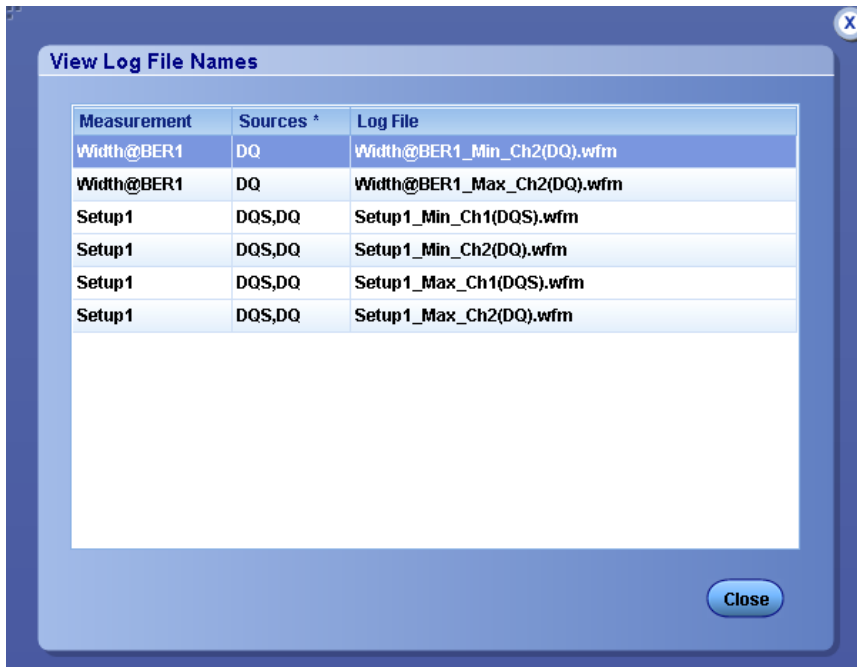 X
View Log File Names
Measurement Sources * Log File
Width@BER1 DQ Width@BER1_Min_Ch2(DQ).wfm
Width@BER1 DQ Width@BER1_Max_Ch2(DQ).wfm
Setup1 DQS,DQ Setup1_Min_Ch1(DQS).wfm
Setup1 DQS,DQ Setup1_Min_Ch2(DQ).wfm
Setup1 DQS,DQ Setup1_Max_Ch1(DQS).wfm
Setup1 DQS,DQ Setup1_Max_Ch2(DQ).wfm
Close